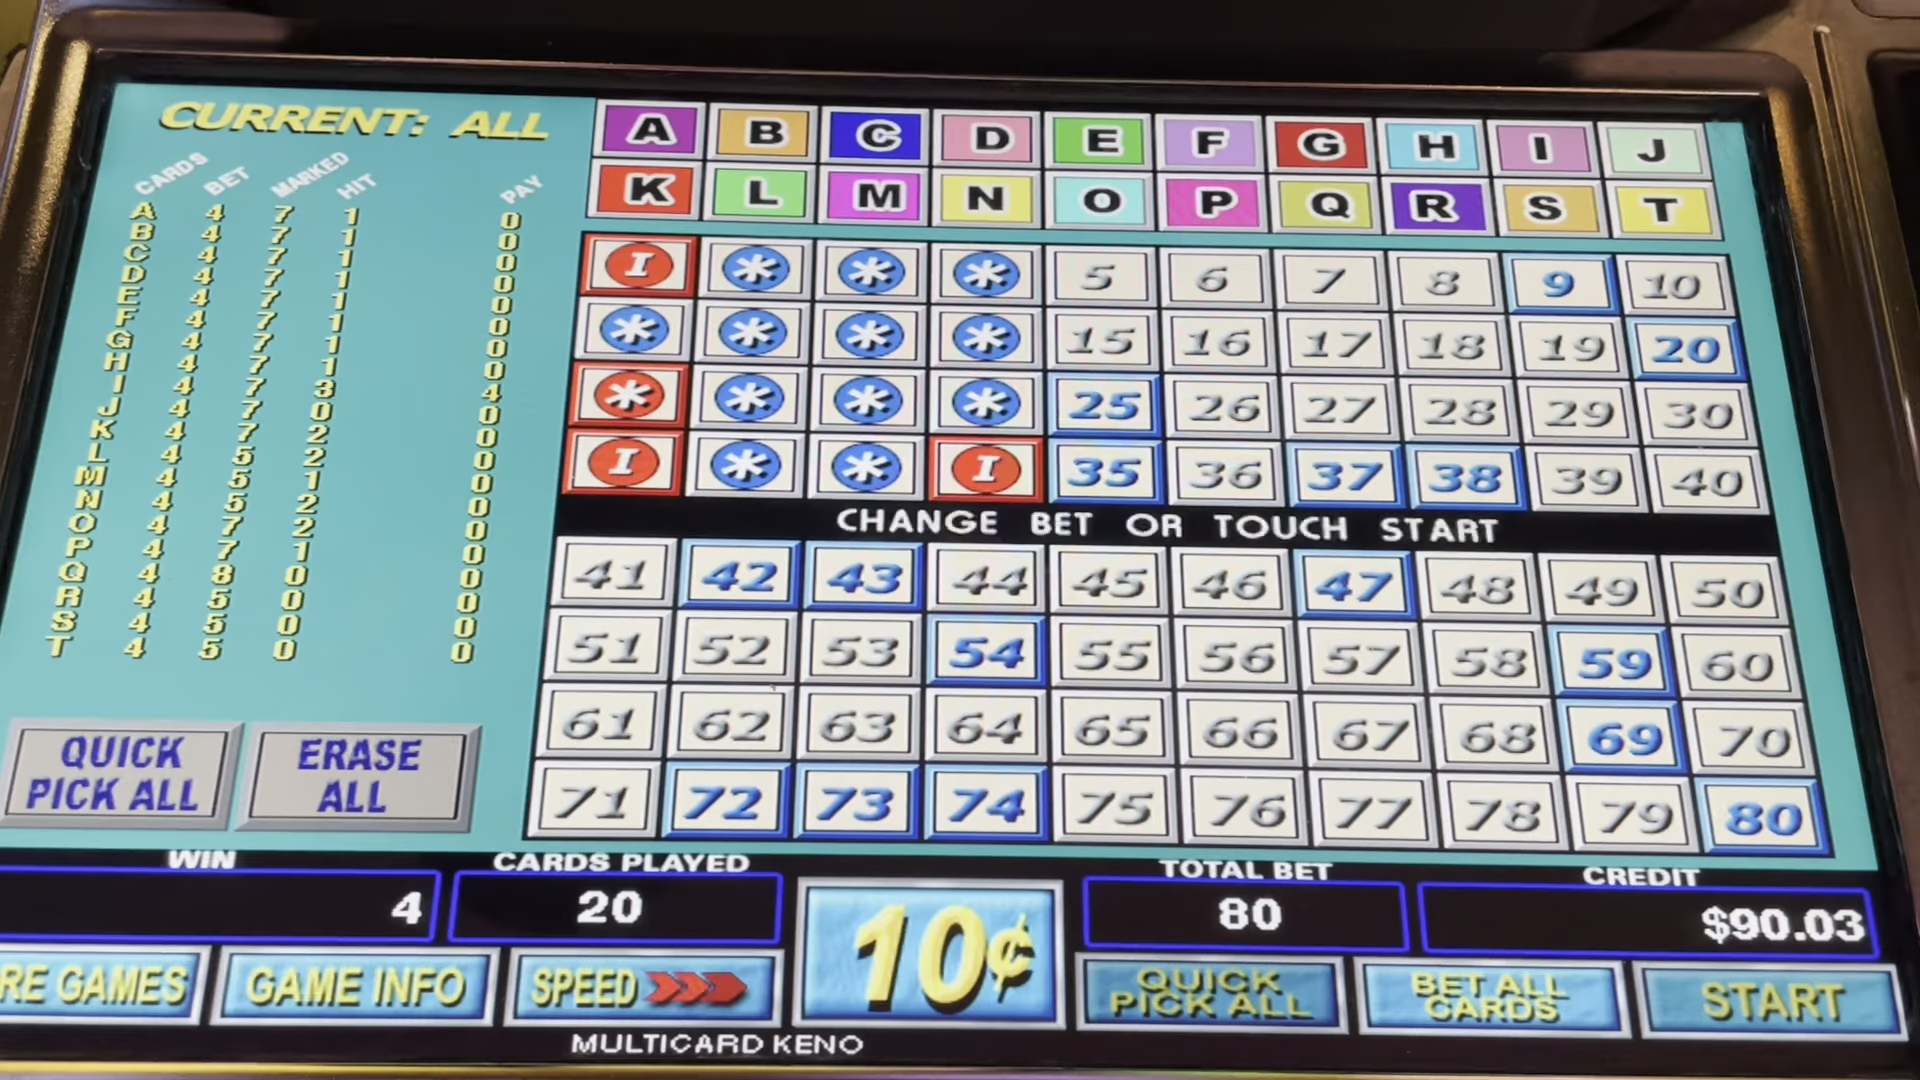 CURRENT: ALL
CARDS BET MARKED HIT PAY
A 4 7 1 0
B 4 7 1 0
C 4 7 1 0
D 4 7 1 0
E 4 7 1 0
F 4 7 1 0
G 4 7 1 0
H 4 7 1 0
I 4 7 3 4
J 4 7 0 0
K 4 7 2 0
L 4 5 2 0
M 4 5 1 0
N 4 5 2 0
O 4 7 2 0
P 4 7 1 0
Q 4 8 0 0
R 4 5 0 0
S 4 5 0 0
T 4 5 0 0
QUICK PICK ALL
ERASE ALL
A B C D E F G H I J
K L M N O P Q R S T
I * * * 5 6 7 8 9 10
* * * * 15 16 17 18 19 20
* * * * 25 26 27 28 29 30
I * * I 35 36 37 38 39 40
CHANGE BET OR TOUCH START
41 42 43 44 45 46 47 48 49 50
51 52 53 54 55 56 57 58 59 60
61 62 63 64 65 66 67 68 69 70
71 72 73 74 75 76 77 78 79 80
WIN CARDS PLAYED TOTAL BET CREDIT
4 20 10¢ 80 $90.03
RE GAMES GAME INFO SPEED QUICK PICK ALL BET ALL CARDS START
MULTICARD KENO